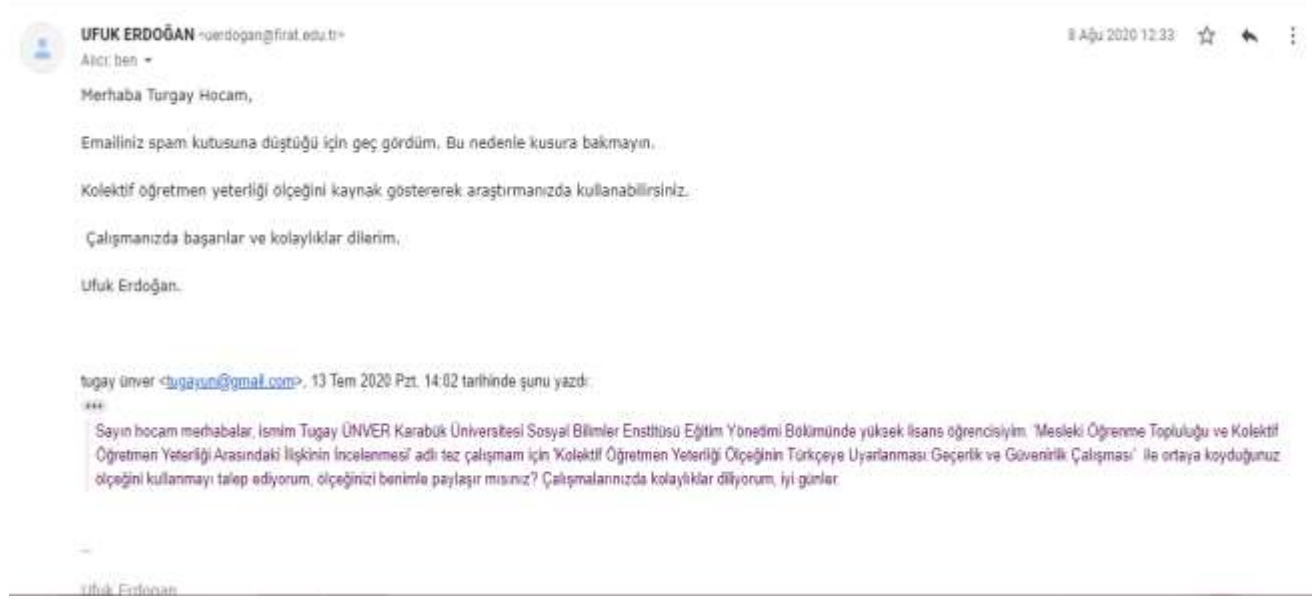 UFUK ERDOĞAN <uerdogan@firat.edu.tr>
8 Ağu 2020 12:33
Alıcı: ben
Merhaba Turgay Hocam,
Emailiniz spam kutusuna düştüğü için geç gördüm. Bu nedenle kusura bakmayın.
Kolektif öğretmen yeterliği ölçeğini kaynak göstererek araştırmanızda kullanabilirsiniz.
Çalışmanızda başarılar ve kolaylıklar dilerim.
Ufuk Erdoğan.
tugay ünver <tugayun@gmail.com>, 13 Tem 2020 Pzt, 14:02 tarihinde şunu yazdı:
Sayın hocam merhabalar, ismim Tugay ÜNVER Karabük Üniversitesi Sosyal Bilimler Enstitüsü Eğitim Yönetimi Bölümünde yüksek lisans öğrencisiyim. 'Mesleki Öğrenme Topluluğu ve Kolektif
Öğretmen Yeterliği Arasındaki İlişkinin İncelenmesi' adlı tez çalışmam için 'Kolektif Öğretmen Yeterliği Ölçeğinin Türkçeye Uyarlanması Geçerlik ve Güvenirlik Çalışması' ile ortaya koyduğunuz
ölçeğini kullanmayı talep ediyorum, ölçeğinizi benimle paylaşır mısınız? Çalışmalarınızda kolaylıklar diliyorum, iyi günler.
--
Ufuk Erdogan